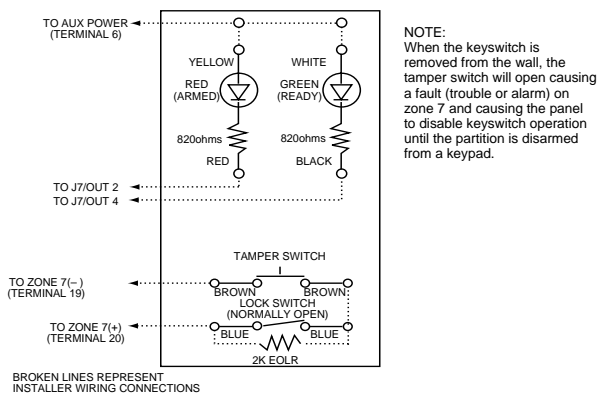 TO AUX POWER
(TERMINAL 6)
YELLOW
WHITE
RED
(ARMED)
GREEN
(READY)
820ohms
820ohms
RED
BLACK
TO J7/OUT 2
TO J7/OUT 4
TAMPER SWITCH
TO ZONE 7(–)
(TERMINAL 19)
BROWN
BROWN
LOCK SWITCH
(NORMALLY OPEN)
TO ZONE 7(+)
(TERMINAL 20)
BLUE
BLUE
2K EOLR
BROKEN LINES REPRESENT
INSTALLER WIRING CONNECTIONS
NOTE:
When the keyswitch is
removed from the wall, the
tamper switch will open causing
a fault (trouble or alarm) on
zone 7 and causing the panel
to disable keyswitch operation
until the partition is disarmed
from a keypad.